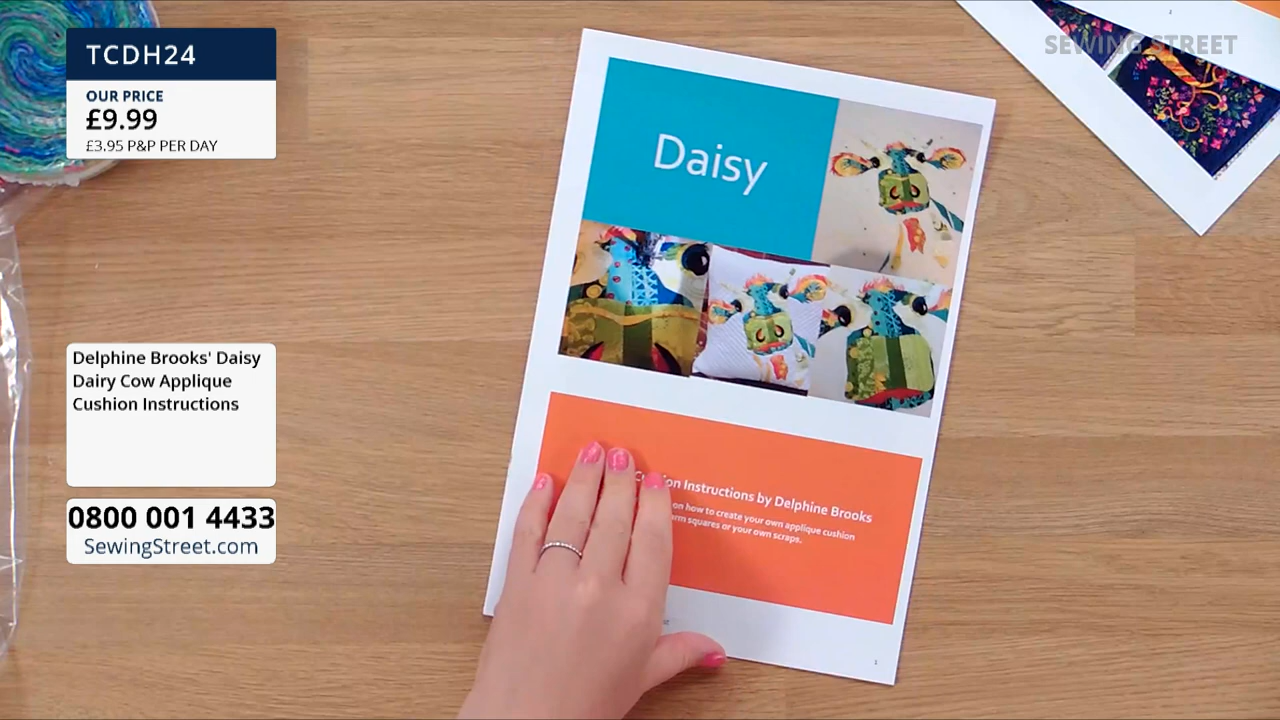 TCDH24
OUR PRICE
£9.99
£3.95 P&P PER DAY
SEWING STREET
Daisy
Delphine Brooks' Daisy
Dairy Cow Applique
Cushion Instructions
Cushion Instructions by Delphine Brooks
on how to create your own applique cushion
squares or your own scraps.
0800 001 4433
SewingStreet.com
1